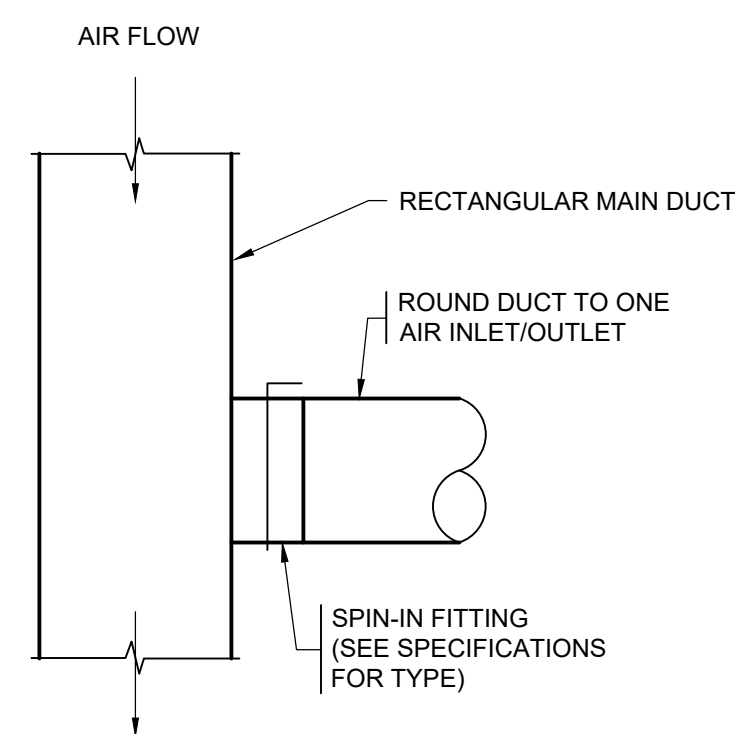 AIR FLOW
RECTANGULAR MAIN DUCT
ROUND DUCT TO ONE
AIR INLET/OUTLET
SPIN-IN FITTING
(SEE SPECIFICATIONS
FOR TYPE)